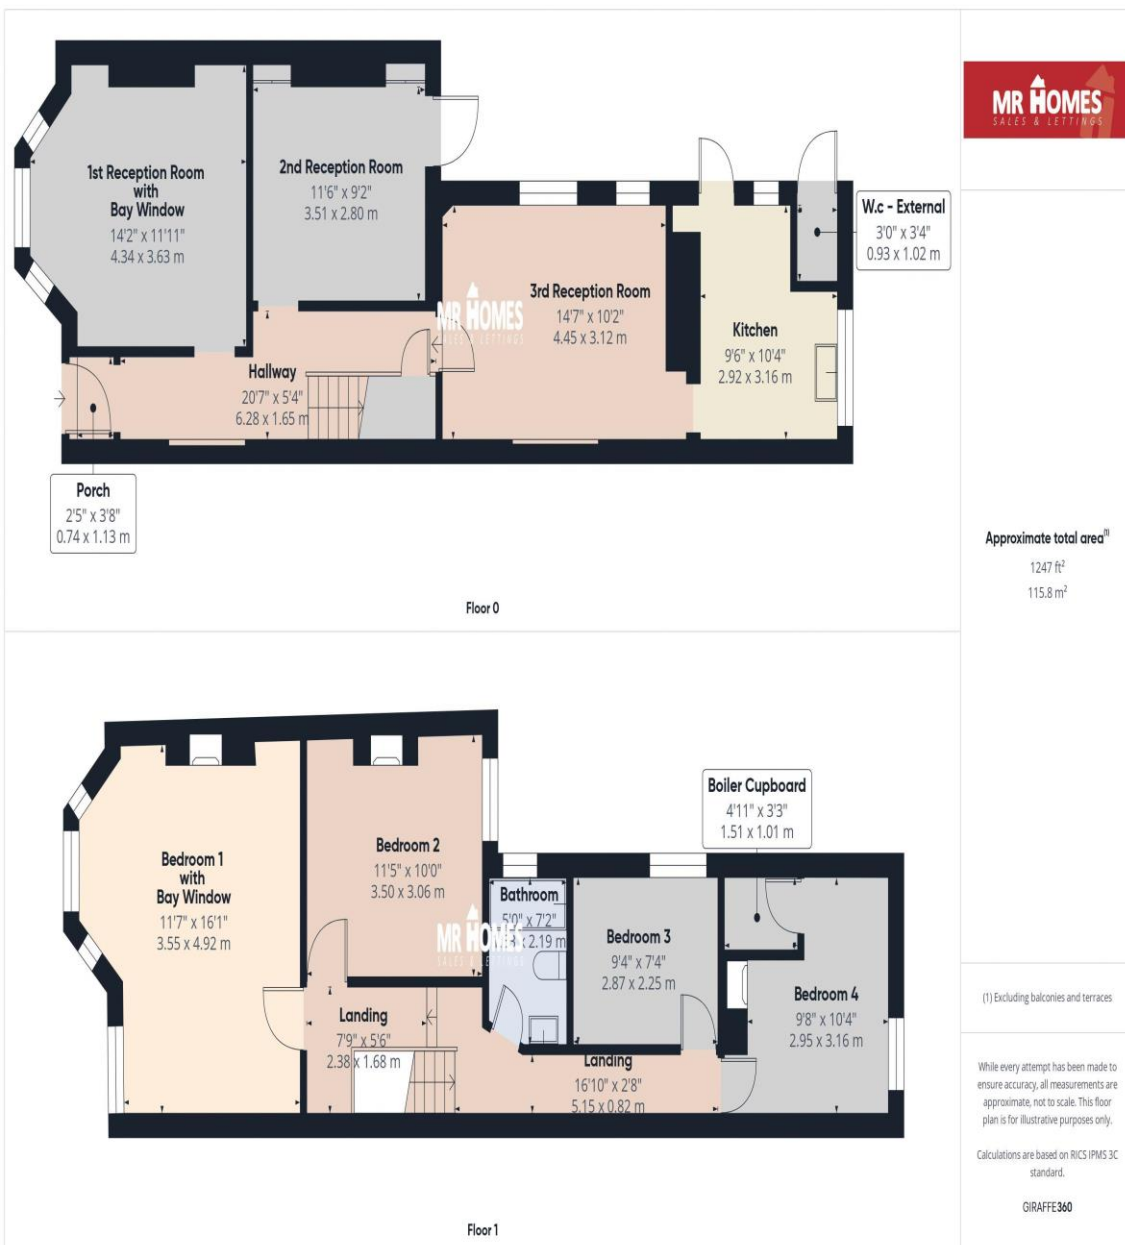 MR HOMES
SALES & LETTINGS
1st Reception Room
with
Bay Window
14'2" x 11'11"
4.34 x 3.63 m
2nd Reception Room
11'6" x 9'2"
3.51 x 2.80 m
W.c - External
3'0" x 3'4"
0.93 x 1.02 m
3rd Reception Room
14'7" x 10'2"
4.45 x 3.12 m
MR HOMES
SALES & LETTINGS
Kitchen
9'6" x 10'4"
2.92 x 3.16 m
Hallway
20'7" x 5'4"
6.28 x 1.65 m
Porch
2'5" x 3'8"
0.74 x 1.13 m
Floor 0
Approximate total area(1)
1247 ft²
115.8 m²
Boiler Cupboard
4'11" x 3'3"
1.51 x 1.01 m
Bedroom 1
with
Bay Window
11'7" x 16'1"
3.55 x 4.92 m
Bedroom 2
11'5" x 10'0"
3.50 x 3.06 m
Bathroom
5'0" x 7'2"
x 2.19 m
MR HOMES
SALES & LETTINGS
Bedroom 3
9'4" x 7'4"
2.87 x 2.25 m
Bedroom 4
9'8" x 10'4"
2.95 x 3.16 m
Landing
7'9" x 5'6"
2.38 x 1.68 m
Landing
16'10" x 2'8"
5.15 x 0.82 m
Floor 1
(1) Excluding balconies and terraces
While every attempt has been made to
ensure accuracy, all measurements are
approximate, not to scale. This floor
plan is for illustrative purposes only.
Calculations are based on RICS IPMS 3C
standard.
GIRAFFE360